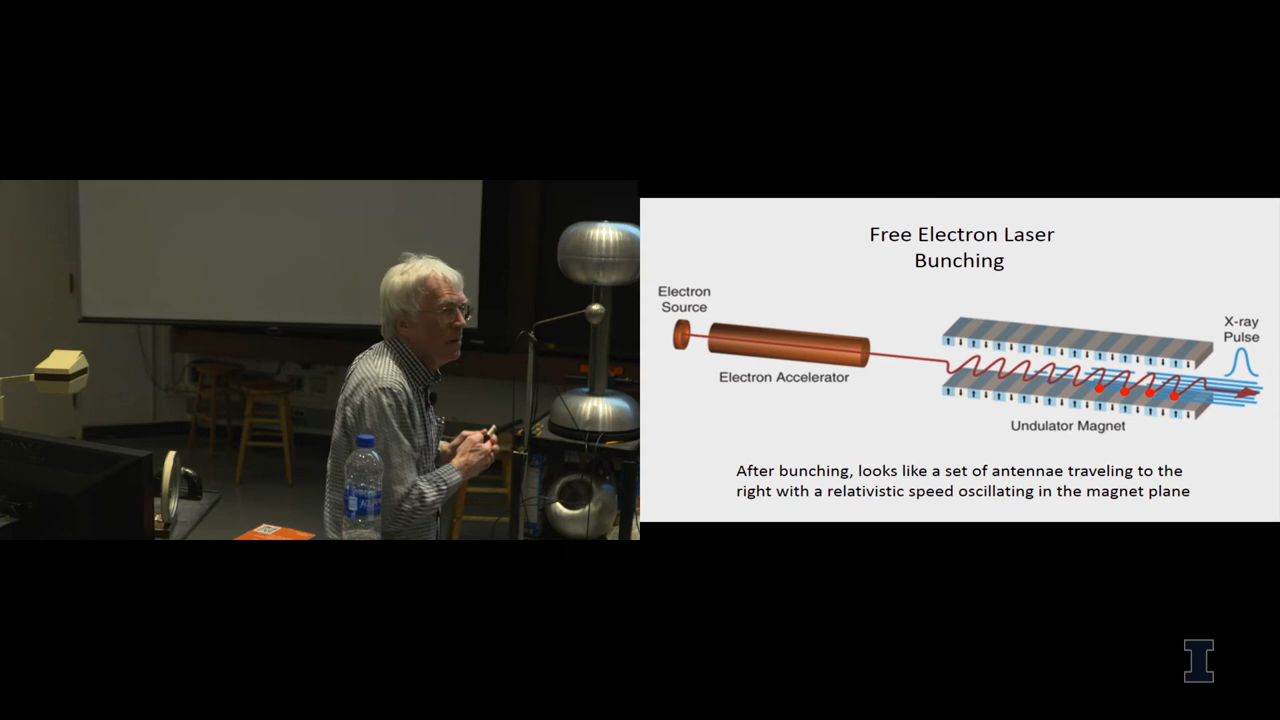 Free Electron Laser
Bunching
Electron
Source
Electron Accelerator
X-ray
Pulse
Undulator Magnet
After bunching, looks like a set of antennae traveling to the
right with a relativistic speed oscillating in the magnet plane
I